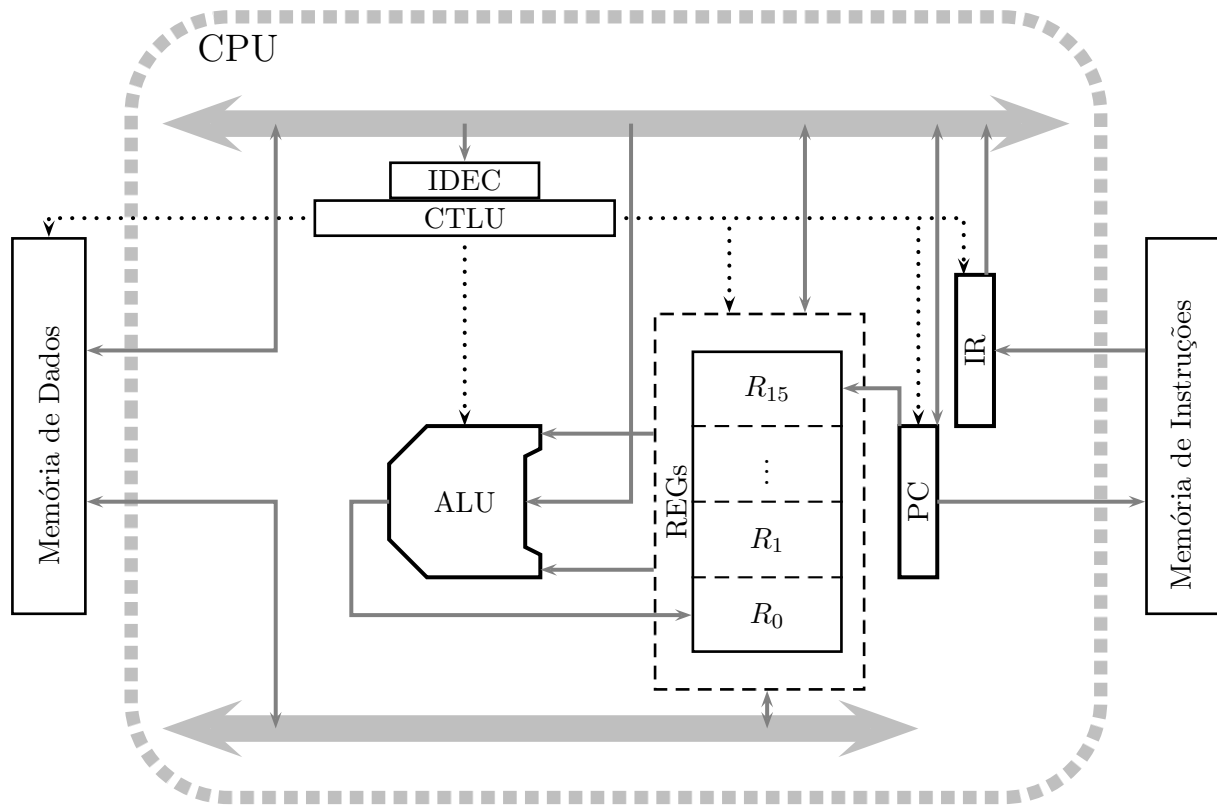 CPU
IDEC
CTLU
Memória de Dados
ALU
REGs
R15
⋮
R1
R0
PC
IR
Memória de Instruções